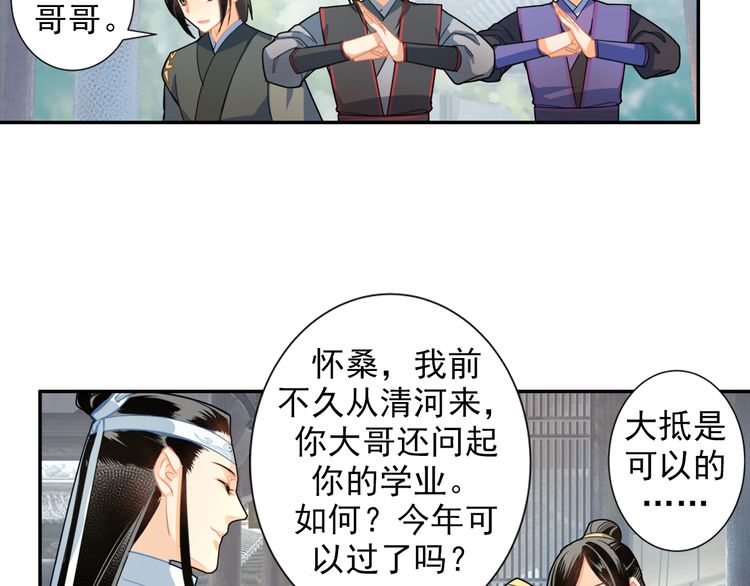 哥哥。
怀桑，我前
不久从清河来，
你大哥还问起
你的学业。
如何？今年可
以过了吗？
大抵是
可以的
……